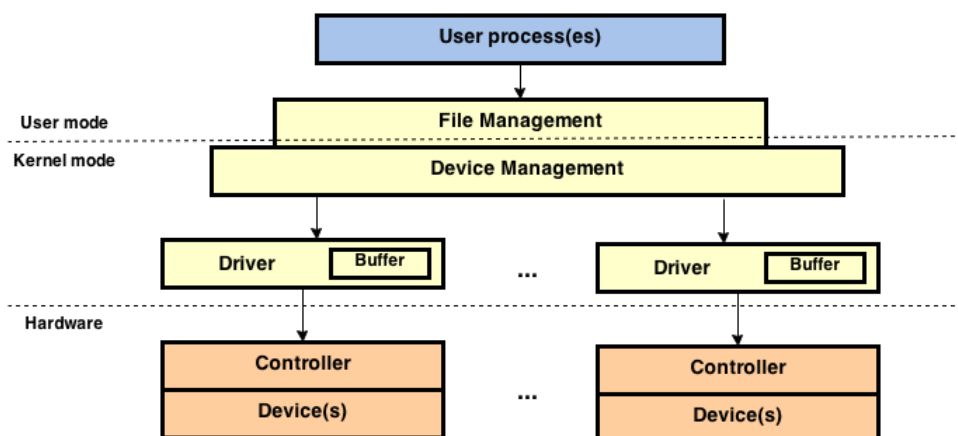 User process(es)
User mode
File Management
Kernel mode
Device Management
Driver
Buffer
...
Driver
Buffer
Hardware
Controller
Device(s)
...
Controller
Device(s)